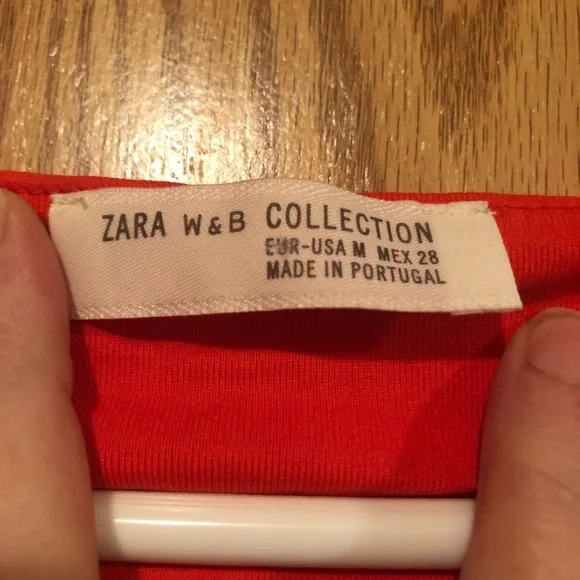 ZARA W & B COLLECTION
EUR-USA M MEX 28
MADE IN PORTUGAL